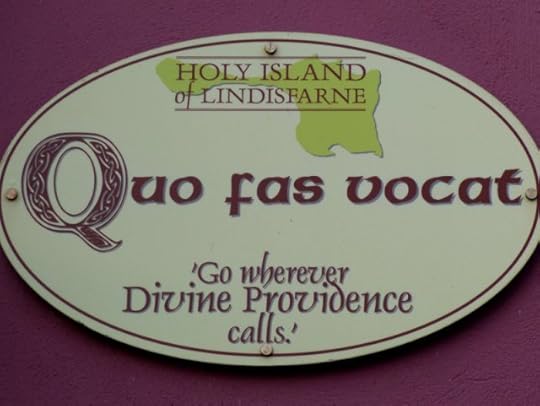 HOLY ISLAND
of LINDISFARNE
Quo fas vocat
'Go wherever
Divine Providence
calls.'